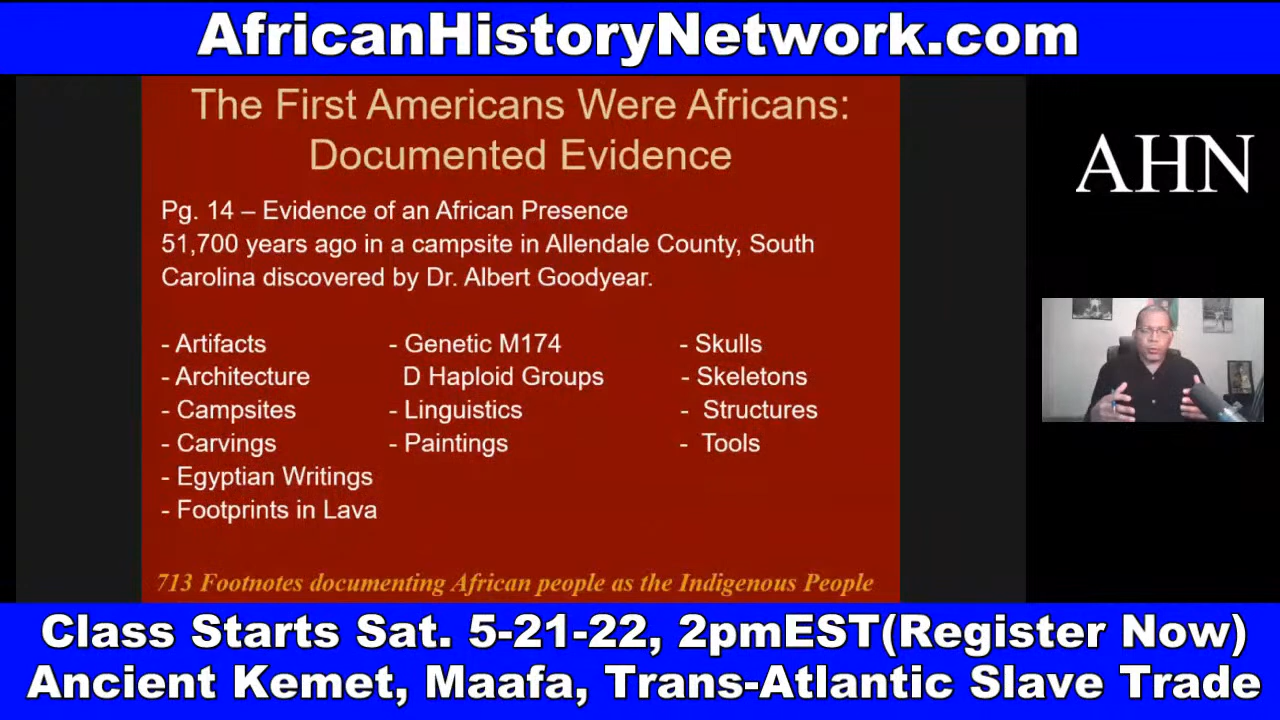 AfricanHistoryNetwork.com
The First Americans Were Africans:
Documented Evidence
AHN
Pg. 14 – Evidence of an African Presence
51,700 years ago in a campsite in Allendale County, South
Carolina discovered by Dr. Albert Goodyear.
- Artifacts
- Architecture
- Campsites
- Carvings
- Egyptian Writings
- Footprints in Lava
- Genetic M174
D Haploid Groups
- Linguistics
- Paintings
- Skulls
- Skeletons
- Structures
- Tools
713 Footnotes documenting African people as the Indigenous People
Class Starts Sat. 5-21-22, 2pmEST(Register Now)
Ancient Kemet, Maafa, Trans-Atlantic Slave Trade